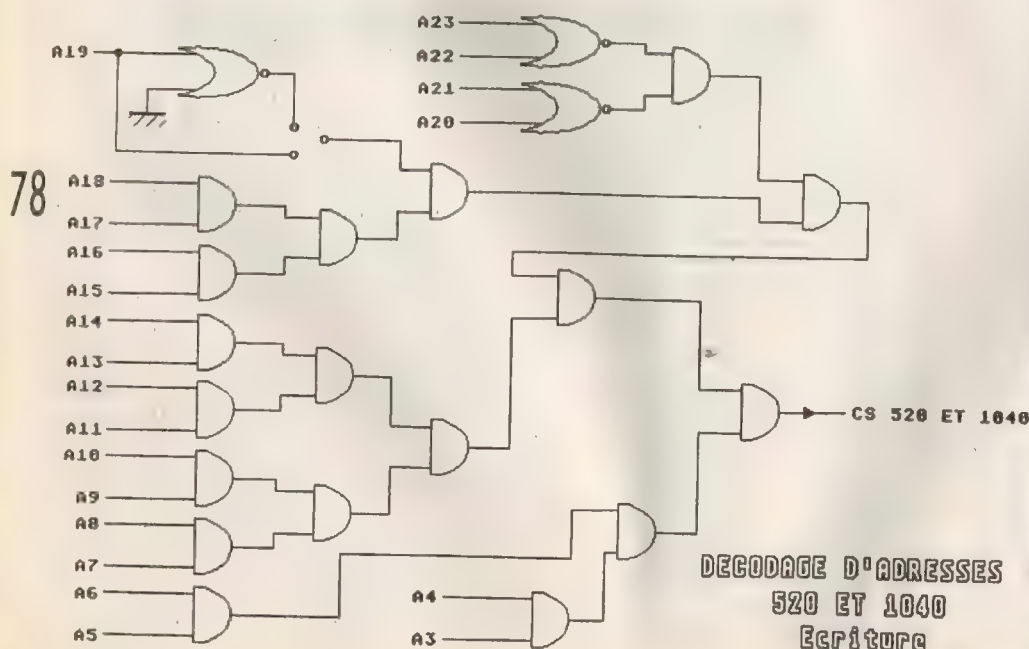 A23
A22
A21
A20
A19
78
A18
A17
A16
A15
A14
A13
A12
A11
A10
A9
A8
A7
A6
A5
A4
A3
CS 520 ET 1040
DECODAGE D'ADRESSES
520 ET 1040
Ecriture